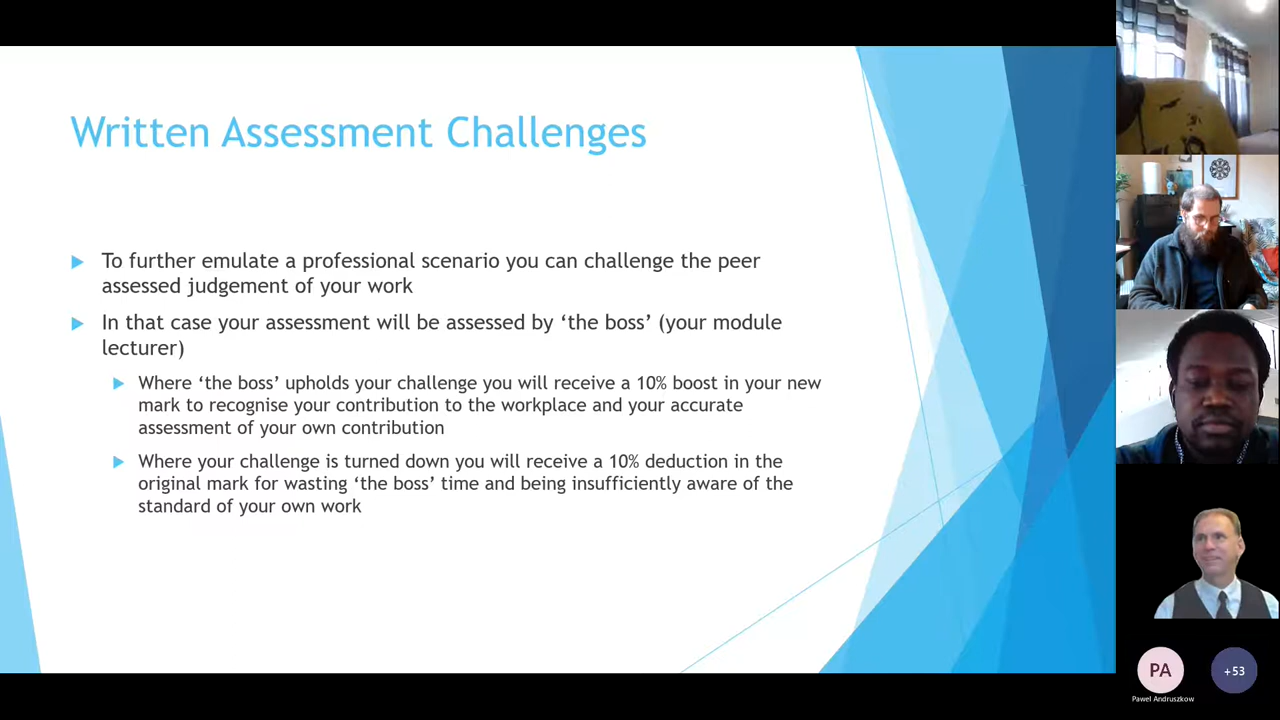 Written Assessment Challenges
To further emulate a professional scenario you can challenge the peer
assessed judgement of your work
In that case your assessment will be assessed by ‘the boss’ (your module
lecturer)
Where ‘the boss’ upholds your challenge you will receive a 10% boost in your new
mark to recognise your contribution to the workplace and your accurate
assessment of your own contribution
Where your challenge is turned down you will receive a 10% deduction in the
original mark for wasting ‘the boss’ time and being insufficiently aware of the
standard of your own work
PA
+53
Pawel Andruszkow